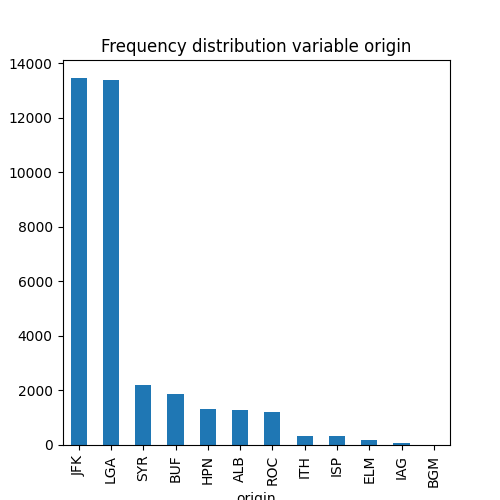 Frequency distribution variable origin
14000
12000
10000
8000
6000
4000
2000
0
JFK
LGA
SYR
BUF
HPN
ALB
ROC
ITH
ISP
ELM
IAG
BGM
origin